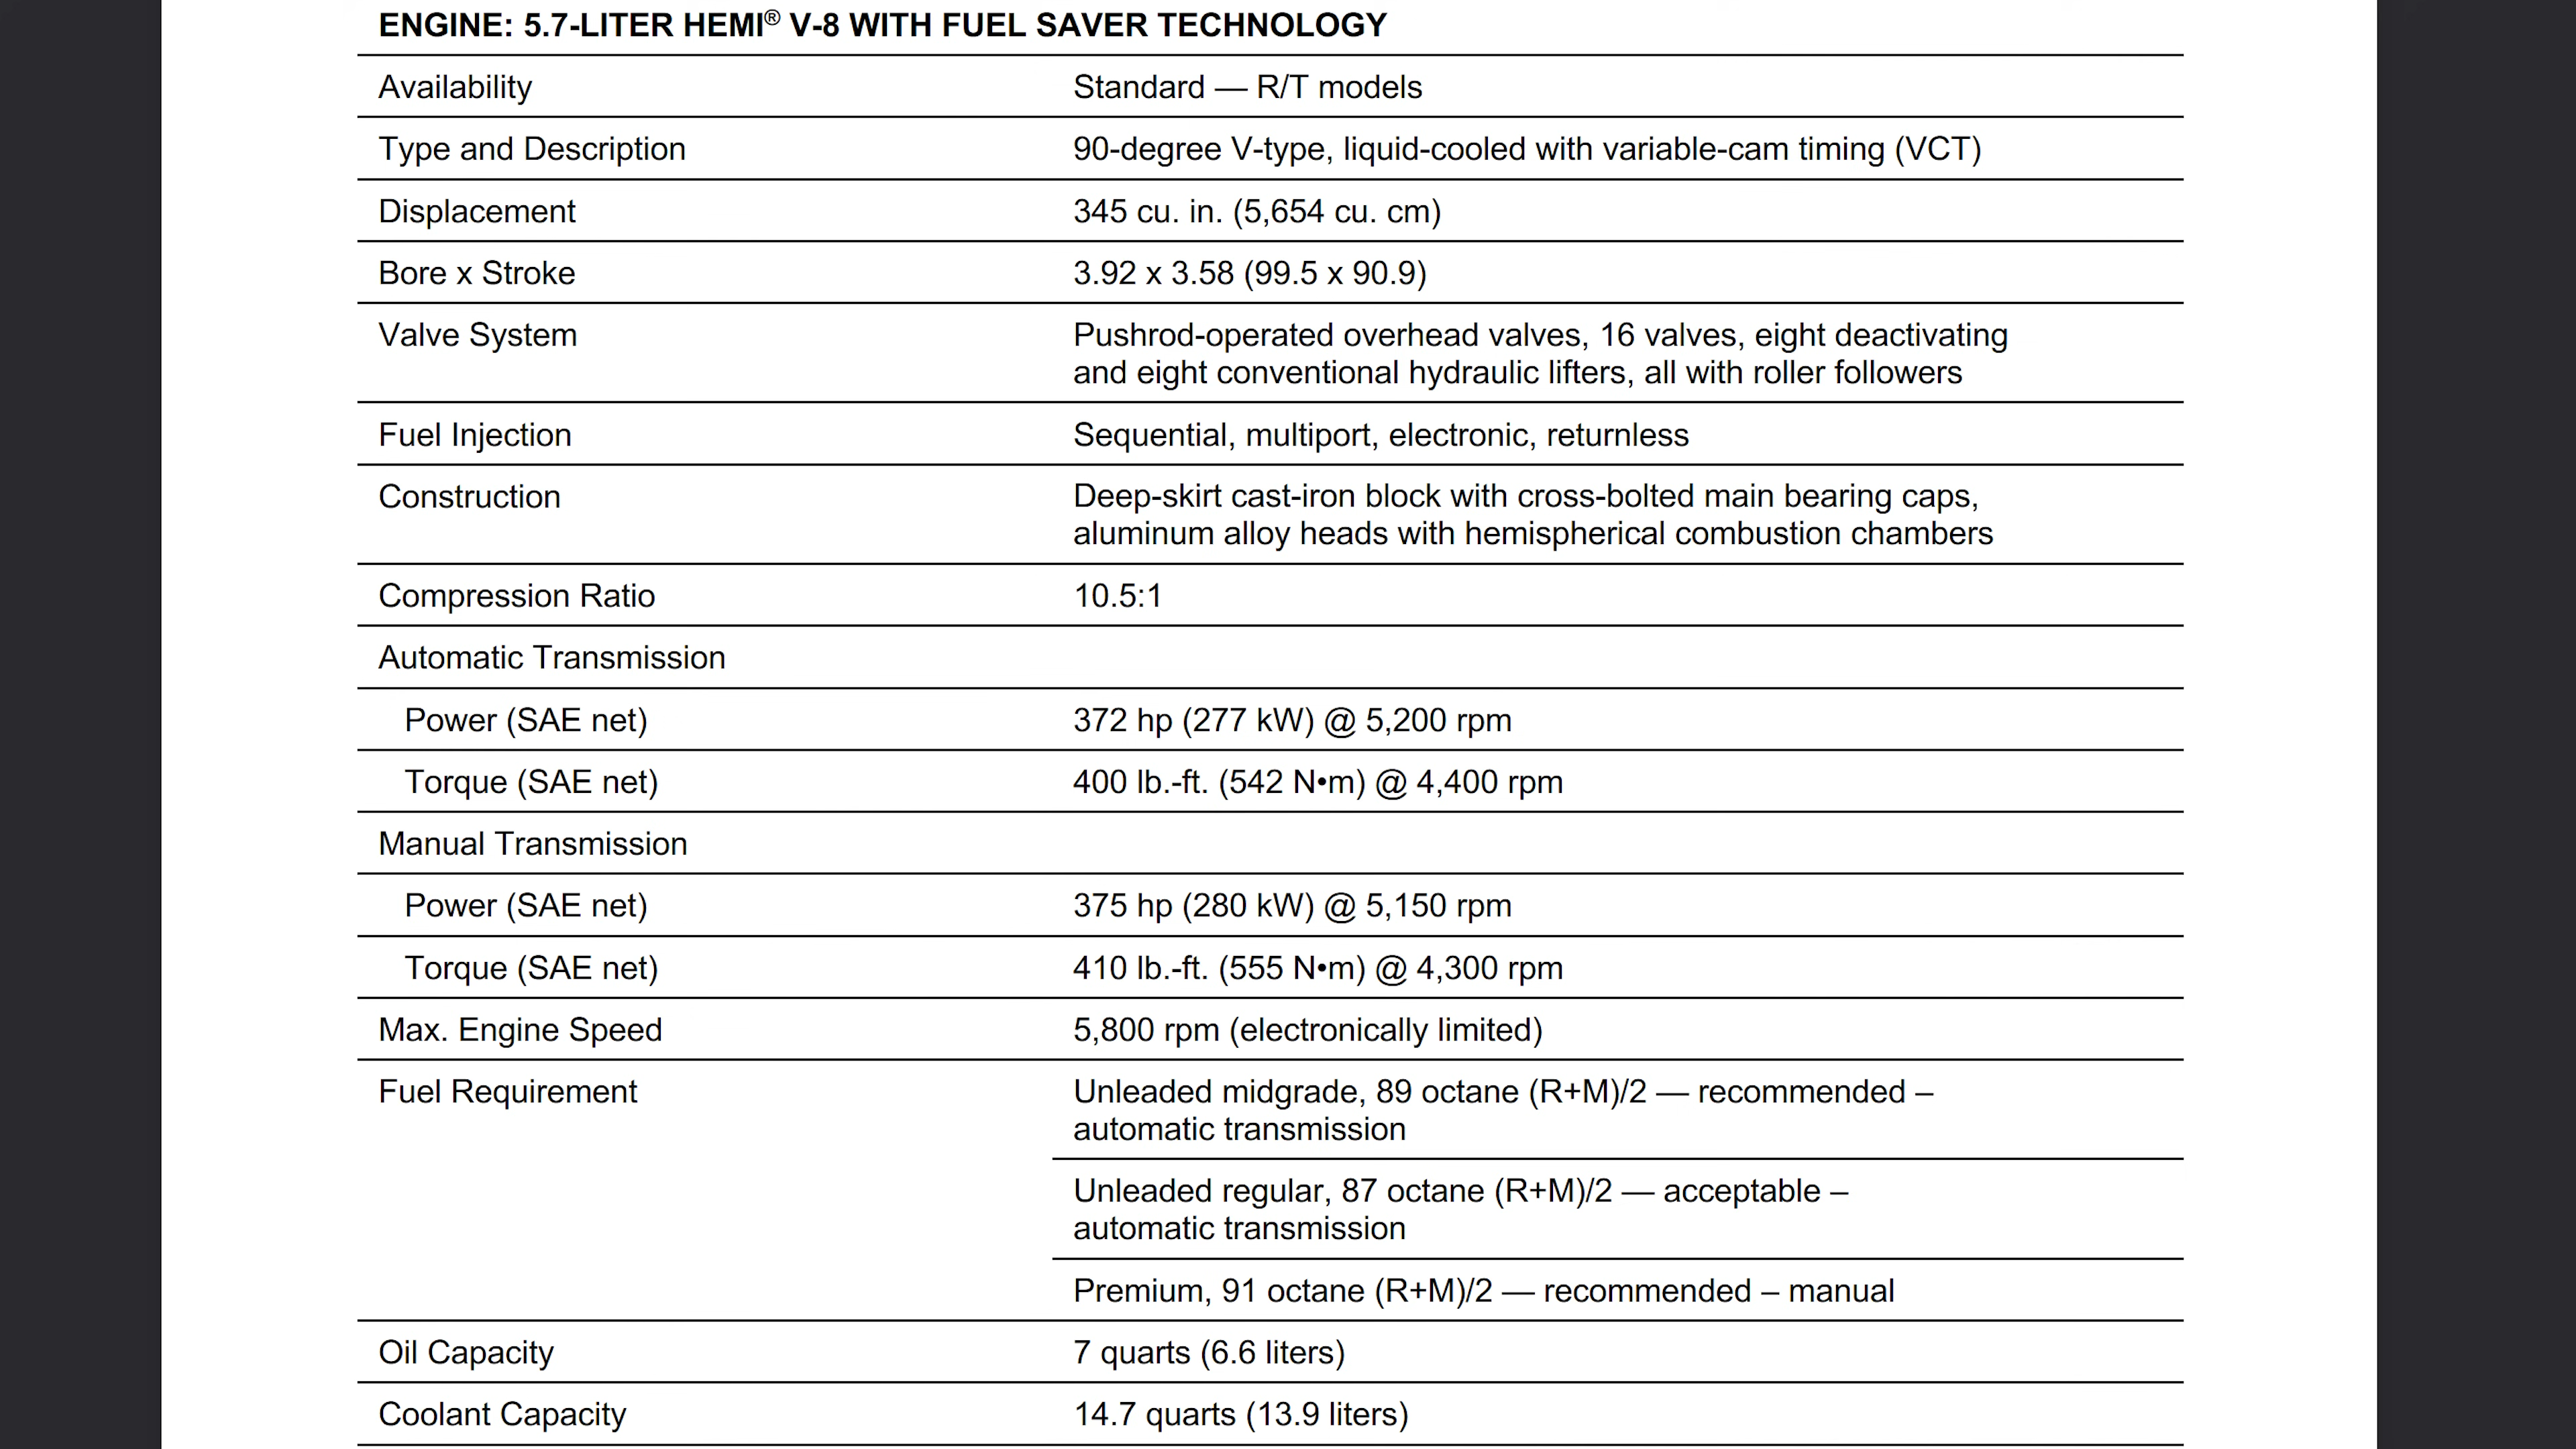 ENGINE: 5.7-LITER HEMI® V-8 WITH FUEL SAVER TECHNOLOGY
Availability Standard — R/T models
Type and Description 90-degree V-type, liquid-cooled with variable-cam timing (VCT)
Displacement 345 cu. in. (5,654 cu. cm)
Bore x Stroke 3.92 x 3.58 (99.5 x 90.9)
Valve System Pushrod-operated overhead valves, 16 valves, eight deactivating
and eight conventional hydraulic lifters, all with roller followers
Fuel Injection Sequential, multiport, electronic, returnless
Construction Deep-skirt cast-iron block with cross-bolted main bearing caps,
aluminum alloy heads with hemispherical combustion chambers
Compression Ratio 10.5:1
Automatic Transmission
Power (SAE net) 372 hp (277 kW) @ 5,200 rpm
Torque (SAE net) 400 lb.-ft. (542 N•m) @ 4,400 rpm
Manual Transmission
Power (SAE net) 375 hp (280 kW) @ 5,150 rpm
Torque (SAE net) 410 lb.-ft. (555 N•m) @ 4,300 rpm
Max. Engine Speed 5,800 rpm (electronically limited)
Fuel Requirement Unleaded midgrade, 89 octane (R+M)/2 — recommended –
automatic transmission
Unleaded regular, 87 octane (R+M)/2 — acceptable –
automatic transmission
Premium, 91 octane (R+M)/2 — recommended – manual
Oil Capacity 7 quarts (6.6 liters)
Coolant Capacity 14.7 quarts (13.9 liters)